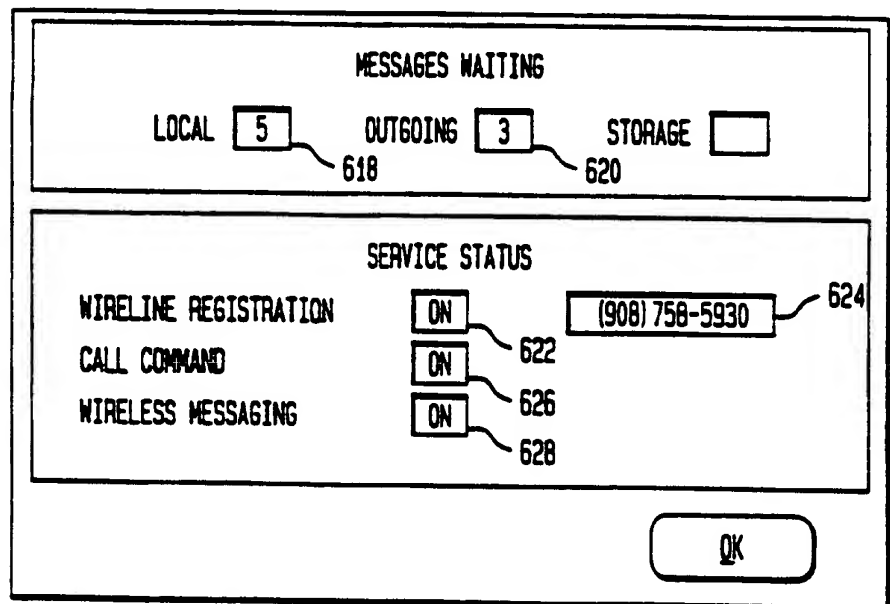 MESSAGES WAITING
LOCAL 5 OUTGOING 3 STORAGE
618 620
SERVICE STATUS
WIRELINE REGISTRATION ON (908) 758-5930 624
622
CALL COMMAND ON
626
WIRELESS MESSAGING ON
628
OK